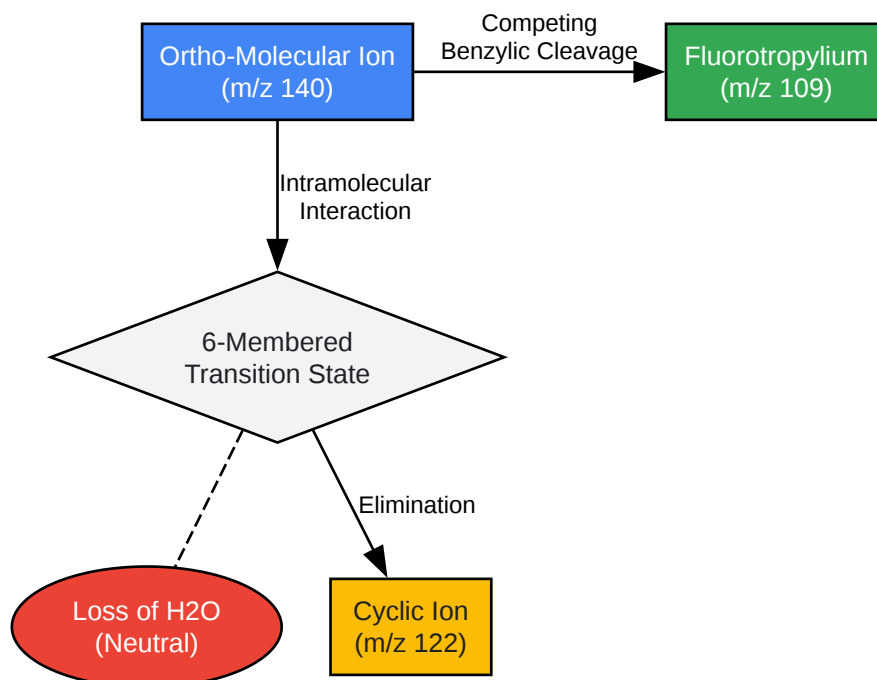 Ortho-Molecular Ion
(m/z 140)
Competing
Benzylic Cleavage
Fluorotropylium
(m/z 109)
Intramolecular
Interaction
6-Membered
Transition State
Elimination
Loss of H2O
(Neutral)
Cyclic Ion
(m/z 122)